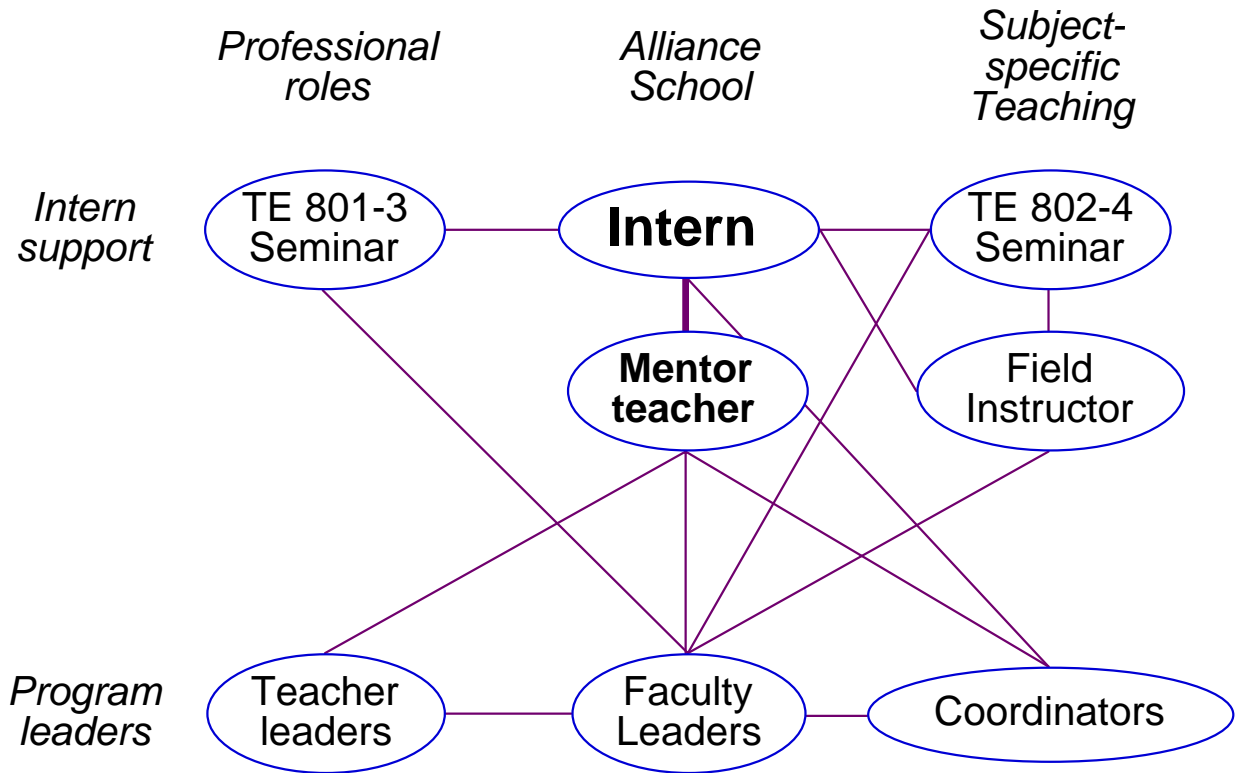 Professional
roles
Alliance
School
Subject-
specific
Teaching
Intern
support
TE 801-3
Seminar
Intern
TE 802-4
Seminar
Mentor
teacher
Field
Instructor
Program
leaders
Teacher
leaders
Faculty
Leaders
Coordinators